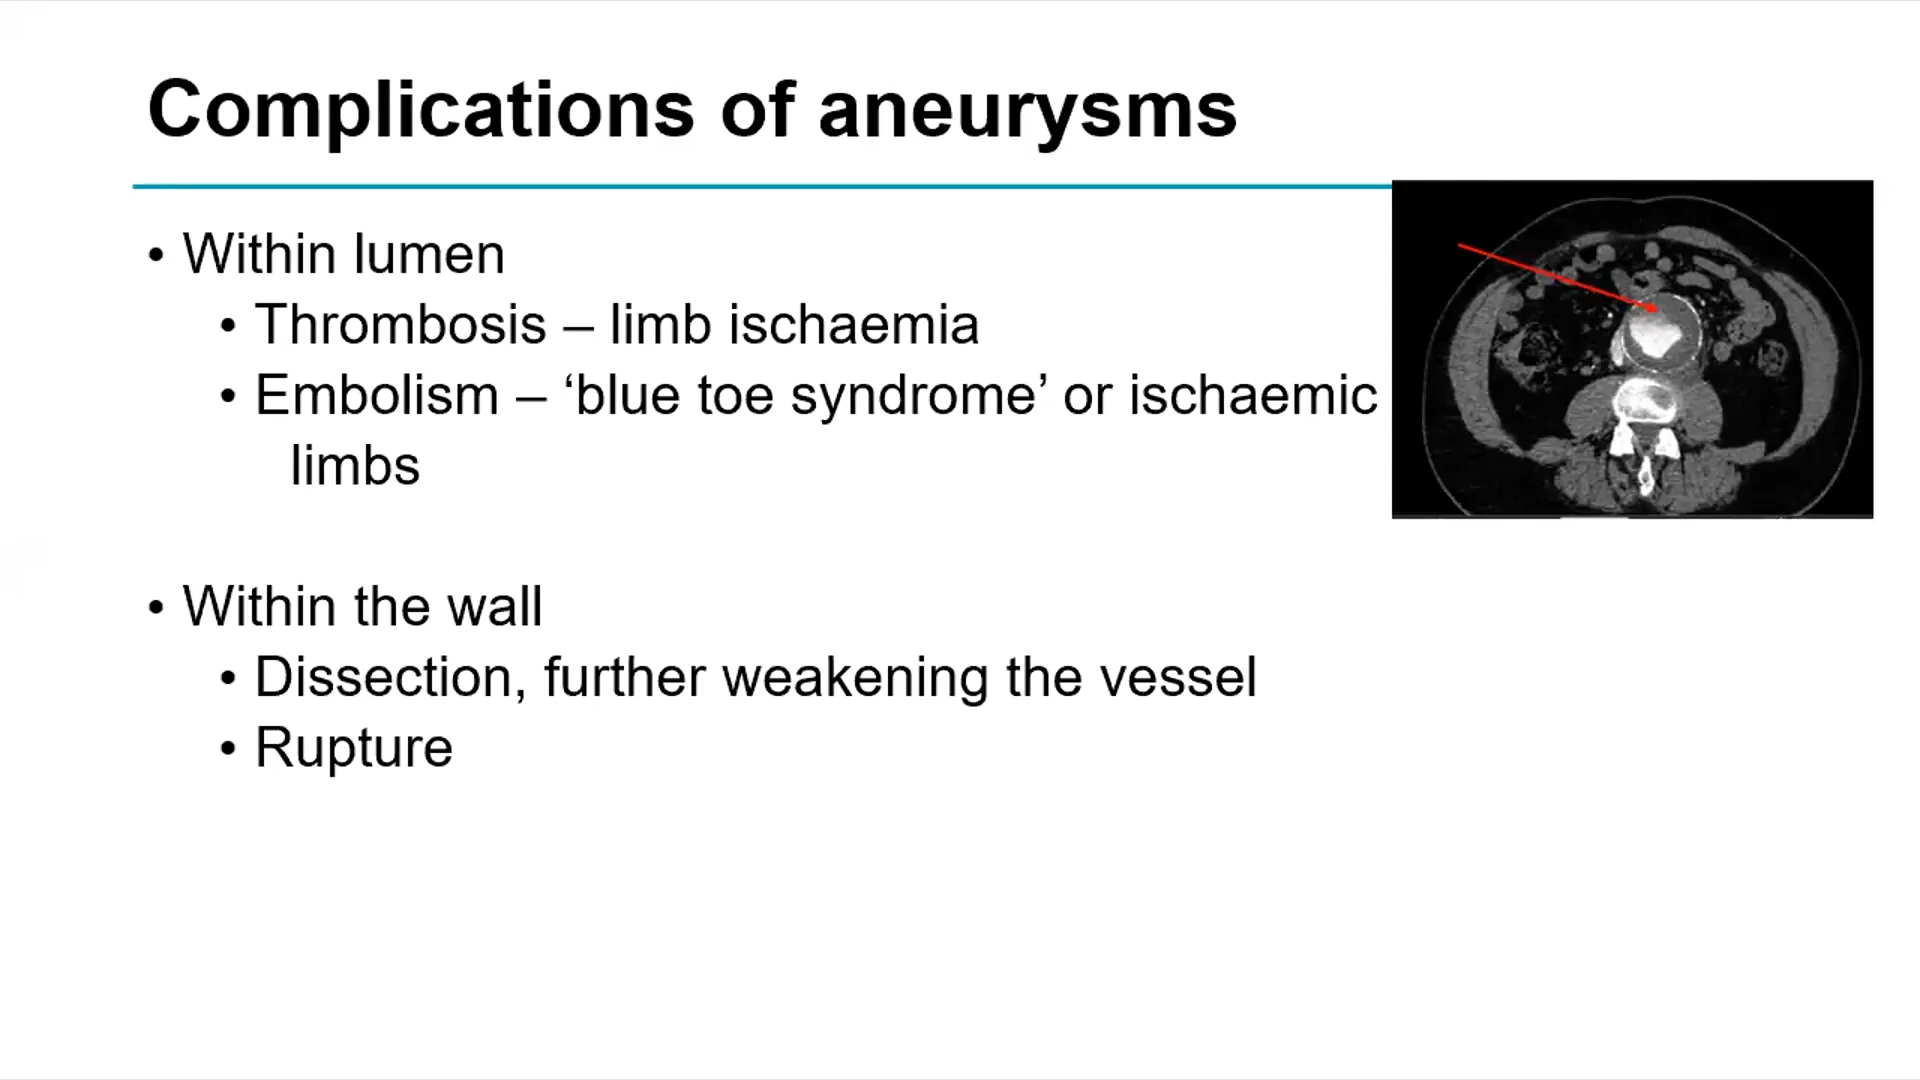 Complications of aneurysms
• Within lumen
• Thrombosis – limb ischaemia
• Embolism – ‘blue toe syndrome’ or ischaemic
limbs
• Within the wall
• Dissection, further weakening the vessel
• Rupture